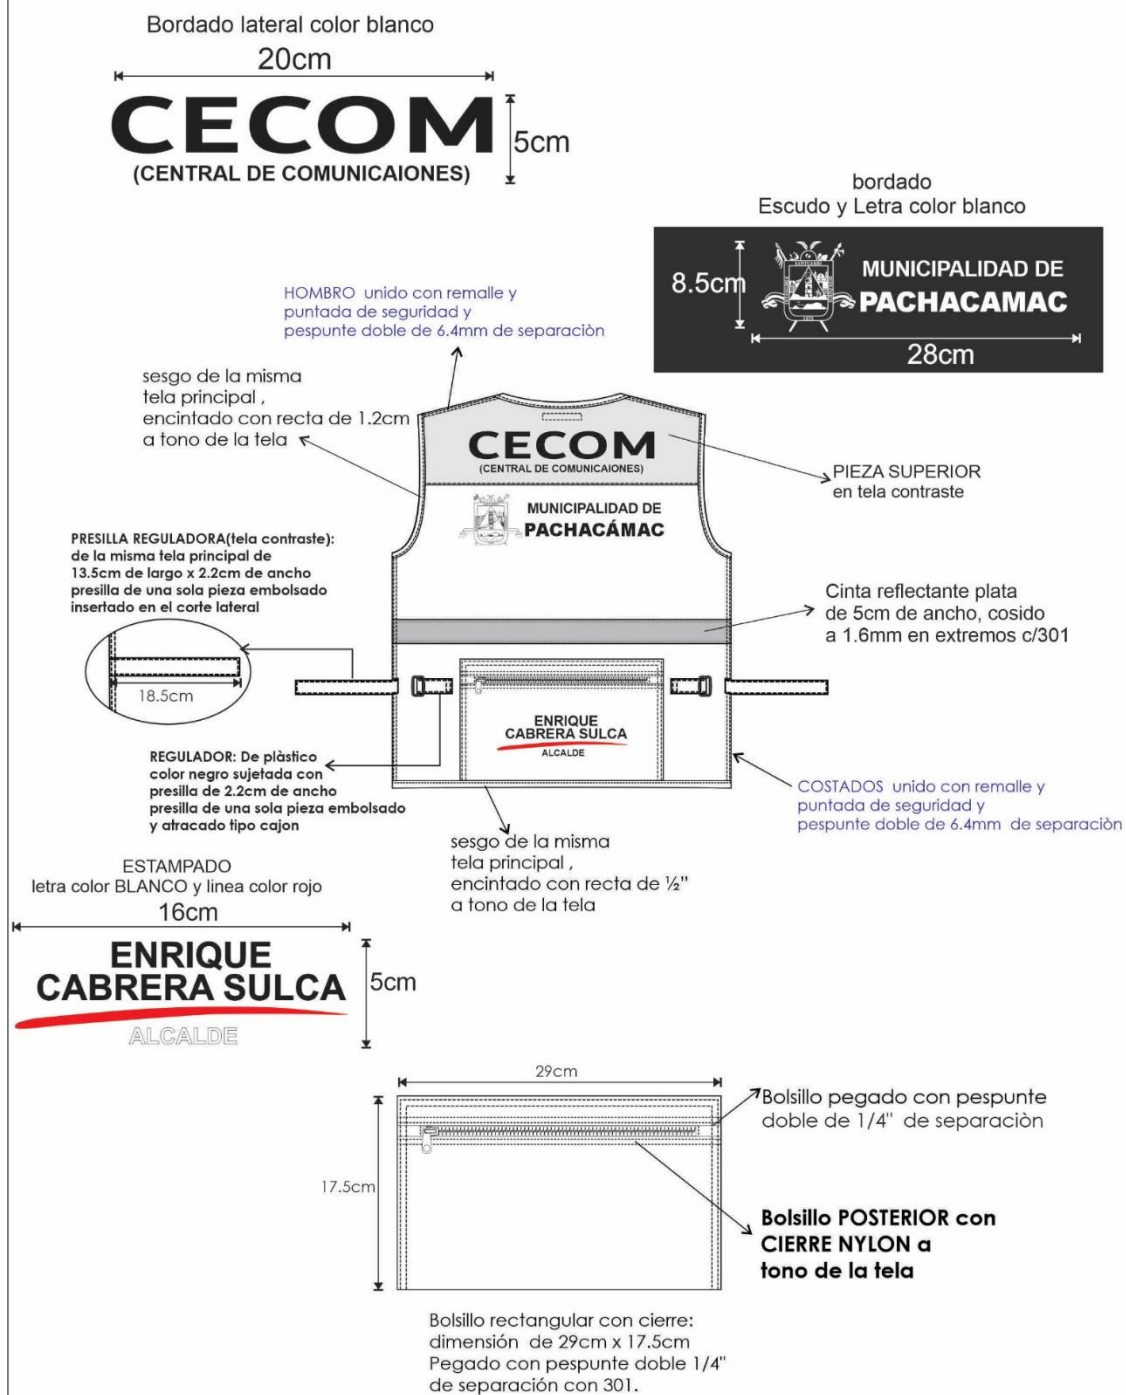 Bordado lateral color blanco
20cm
CECOM
(CENTRAL DE COMUNICAIONES)
5cm
bordado
Escudo y Letra color blanco
8.5cm
MUNICIPALIDAD DE
PACHACAMAC
28cm
HOMBRO unido con remalle y
puntada de seguridad y
pespunte doble de 6.4mm de separaciòn
sesgo de la misma
tela principal ,
encintado con recta de 1.2cm
a tono de la tela
CECOM
(CENTRAL DE COMUNICAIONES)
PIEZA SUPERIOR
en tela contraste
MUNICIPALIDAD DE
PACHACÁMAC
PRESILLA REGULADORA(tela contraste):
de la misma tela principal de
13.5cm de largo x 2.2cm de ancho
presilla de una sola pieza embolsado
insertado en el corte lateral
18.5cm
Cinta reflectante plata
de 5cm de ancho, cosido
a 1.6mm en extremos c/301
ENRIQUE
CABRERA SULCA
ALCALDE
REGULADOR: De plàstico
color negro sujetada con
presilla de 2.2cm de ancho
presilla de una sola pieza embolsado
y atracado tipo cajon
COSTADOS unido con remalle y
puntada de seguridad y
pespunte doble de 6.4mm de separaciòn
sesgo de la misma
tela principal ,
encintado con recta de ½"
a tono de la tela
ESTAMPADO
letra color BLANCO y linea color rojo
16cm
ENRIQUE
CABRERA SULCA
ALCALDE
5cm
29cm
17.5cm
Bolsillo pegado con pespunte
doble de 1/4" de separaciòn
Bolsillo POSTERIOR con
CIERRE NYLON a
tono de la tela
Bolsillo rectangular con cierre:
dimensión de 29cm x 17.5cm
Pegado con pespunte doble 1/4"
de separación con 301.